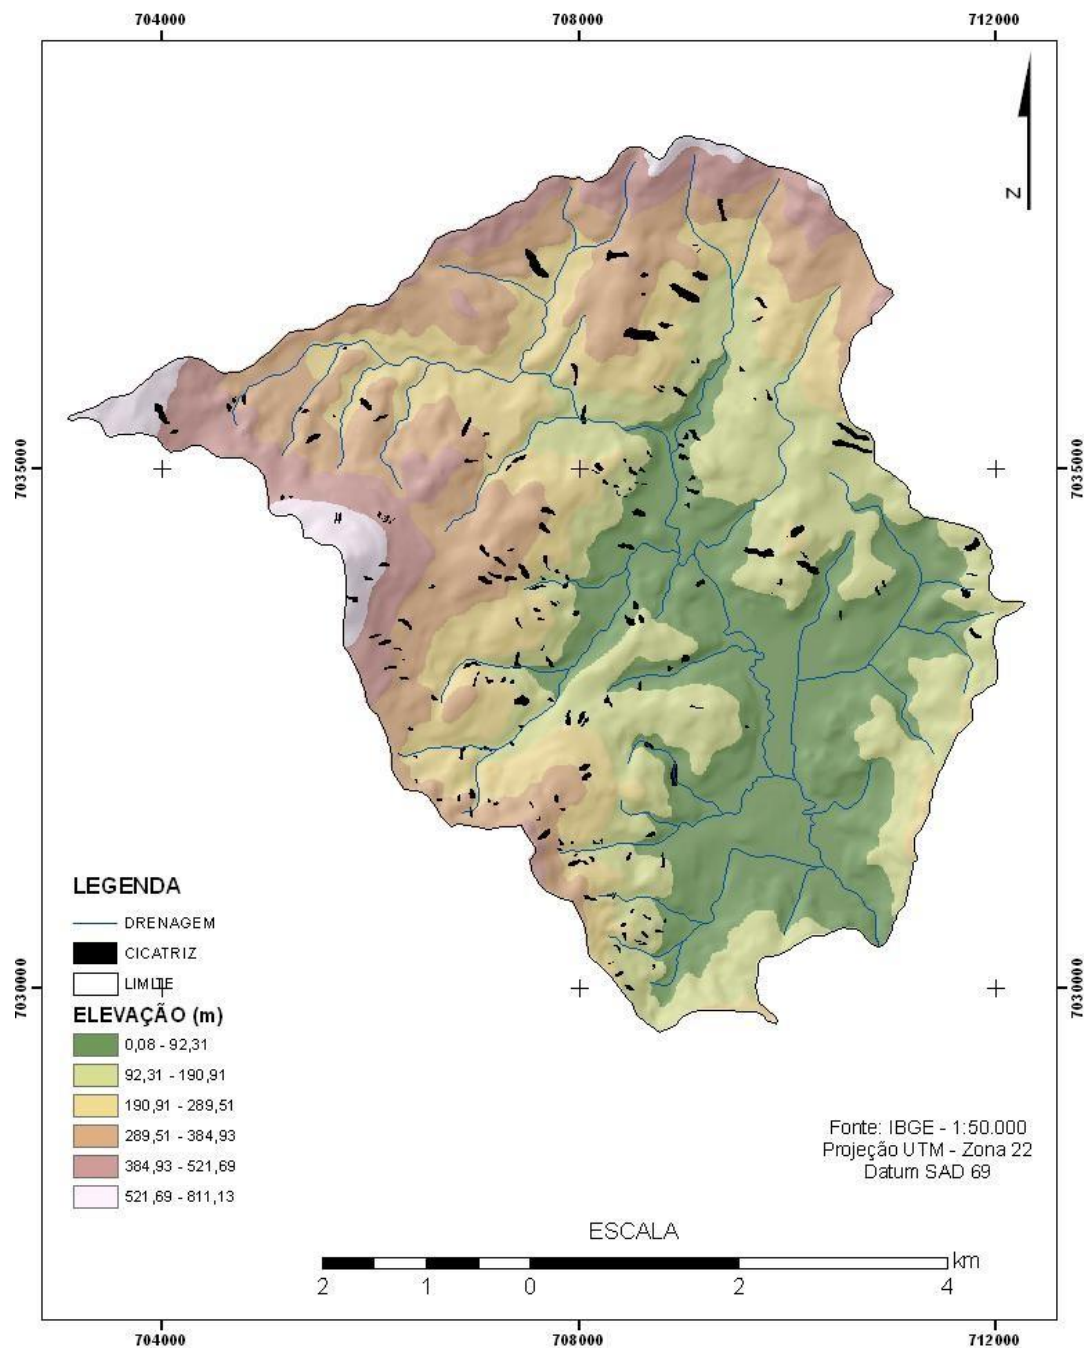 704000
708000
712000
N
7035000
7035000
LEGENDA
DRENAGEM
CICATRIZ
LIMITE
7030000
7030000
ELEVAÇÃO (m)
0,08 - 92,31
92,31 - 190,91
190,91 - 289,51
289,51 - 384,93
384,93 - 521,69
521,69 - 811,13
Fonte: IBGE - 1:50.000
Projeção UTM - Zona 22
Datum SAD 69
ESCALA
km
2 1 0 2 4
704000
708000
712000